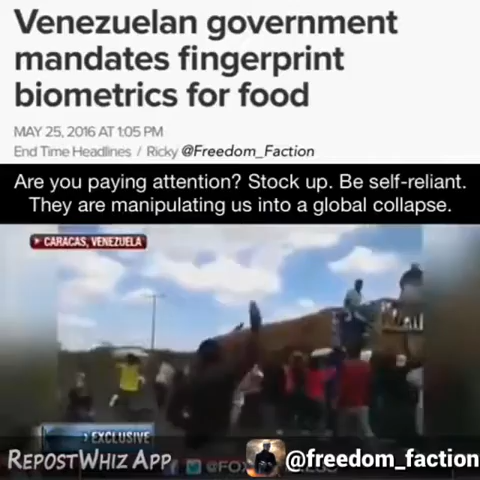 Venezuelan government
mandates fingerprint
biometrics for food
MAY 25, 2016 AT 1:05 PM
End Time Headlines / Ricky @Freedom_Faction
Are you paying attention? Stock up. Be self-reliant.
They are manipulating us into a global collapse.
CARACAS, VENEZUELA
EXCLUSIVE
REPOSTWHIZ APP
@freedom_faction